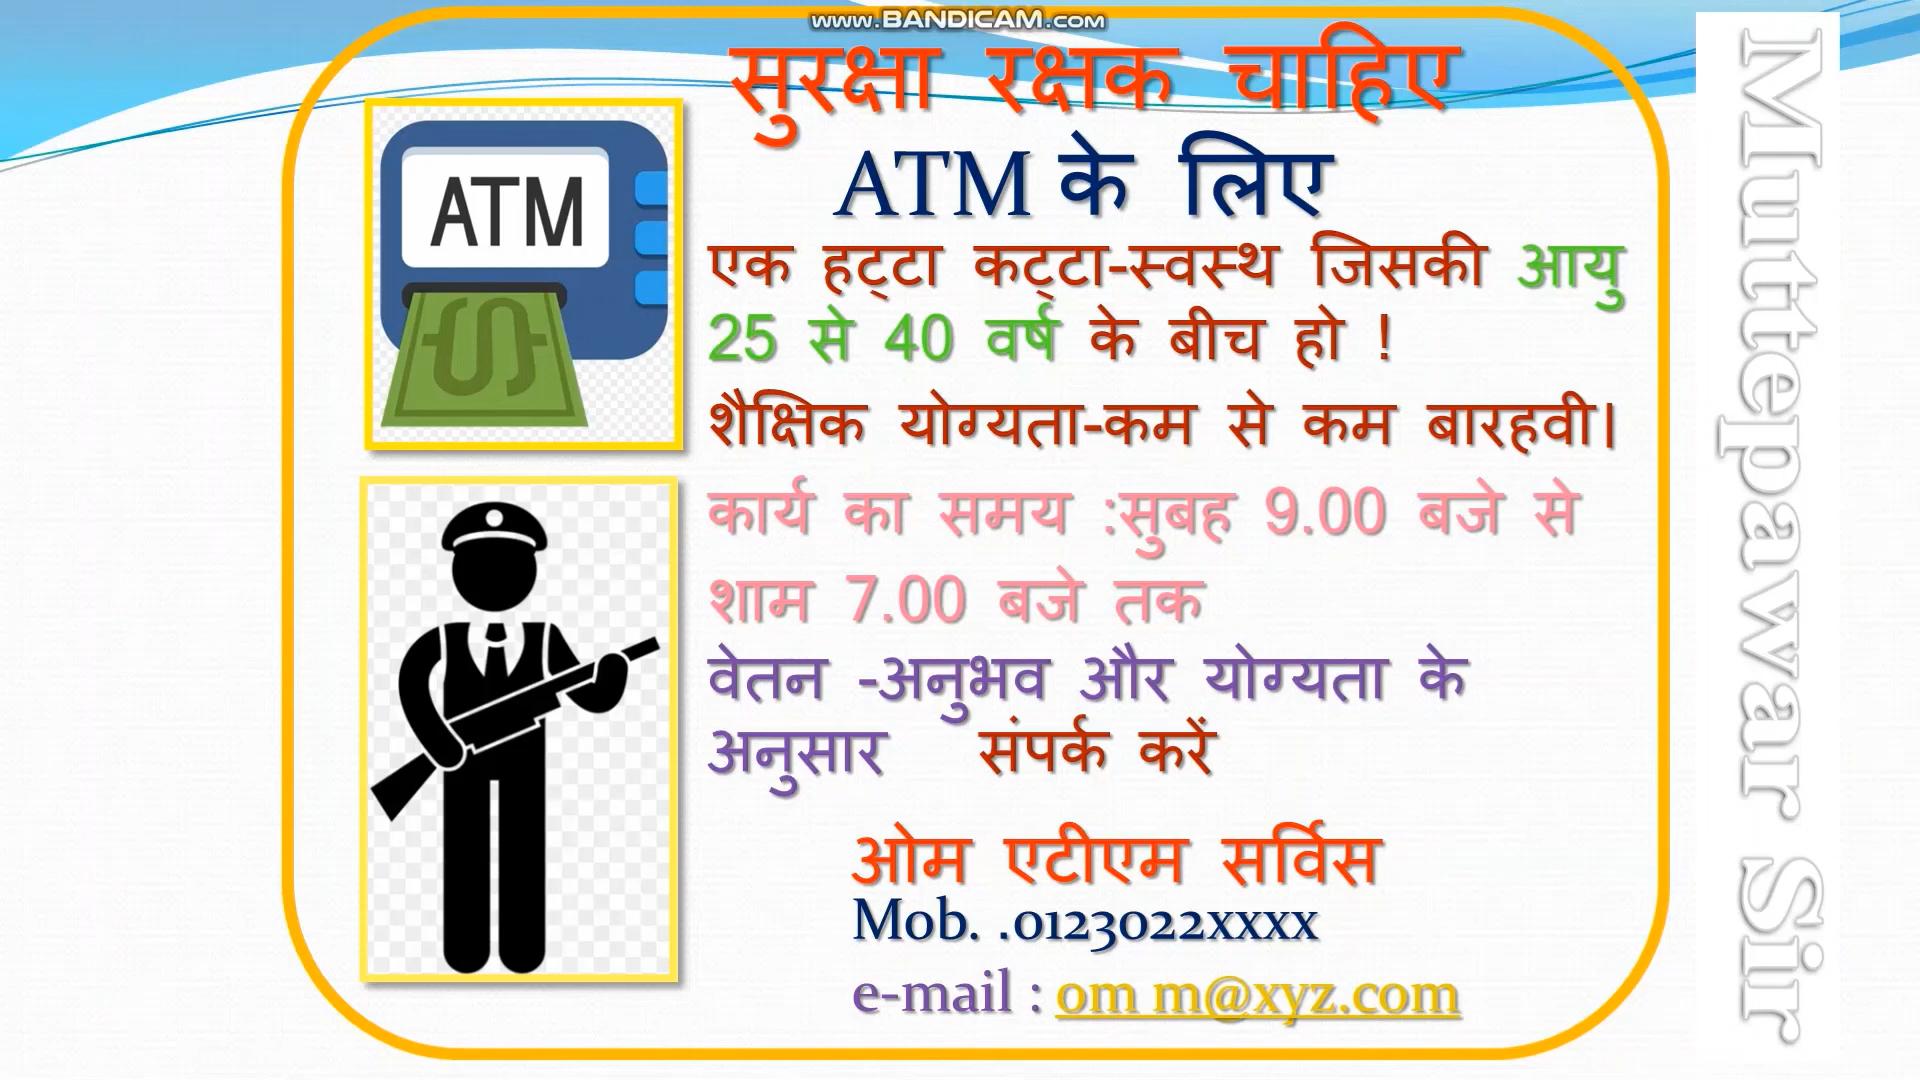 www.BANDICAM.com
सुरक्षा रक्षक चाहिए
ATM के लिए
ATM
एक हट्टा कट्टा-स्वस्थ जिसकी आयु
25 से 40 वर्ष के बीच हो !
शैक्षिक योग्यता-कम से कम बारहवी।
कार्य का समय :सुबह 9.00 बजे से
शाम 7.00 बजे तक
वेतन -अनुभव और योग्यता के
अनुसार संपर्क करें
ओम एटीएम सर्विस
Mob. .0123022xxxx
e-mail : om m@xyz.com
Muttepawar Sir